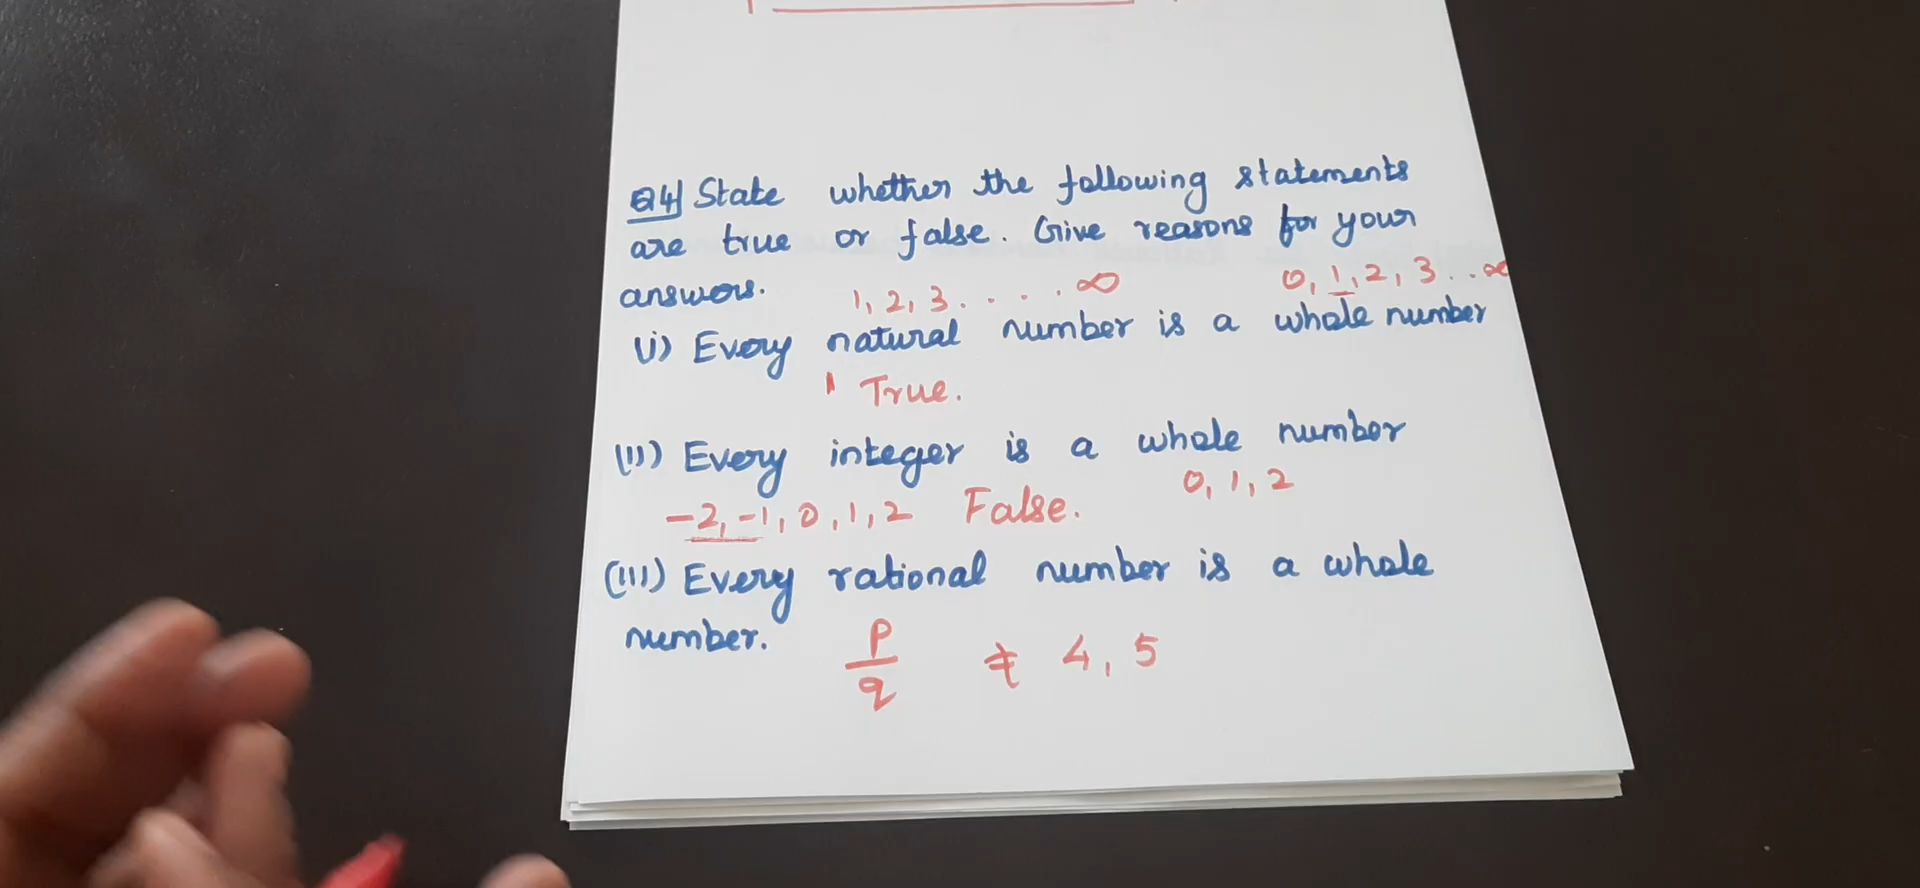 Q4] State whether the following statements
are true or false. Give reasons for your
answers.
1, 2, 3 . . . . ∞
0, 1, 2, 3 . . ∞
(i) Every natural number is a whole number
True.
(ii) Every integer is a whole number
0, 1, 2
-2, -1, 0, 1, 2 False.
(iii) Every rational number is a whole
number.
p/q ≠ 4, 5